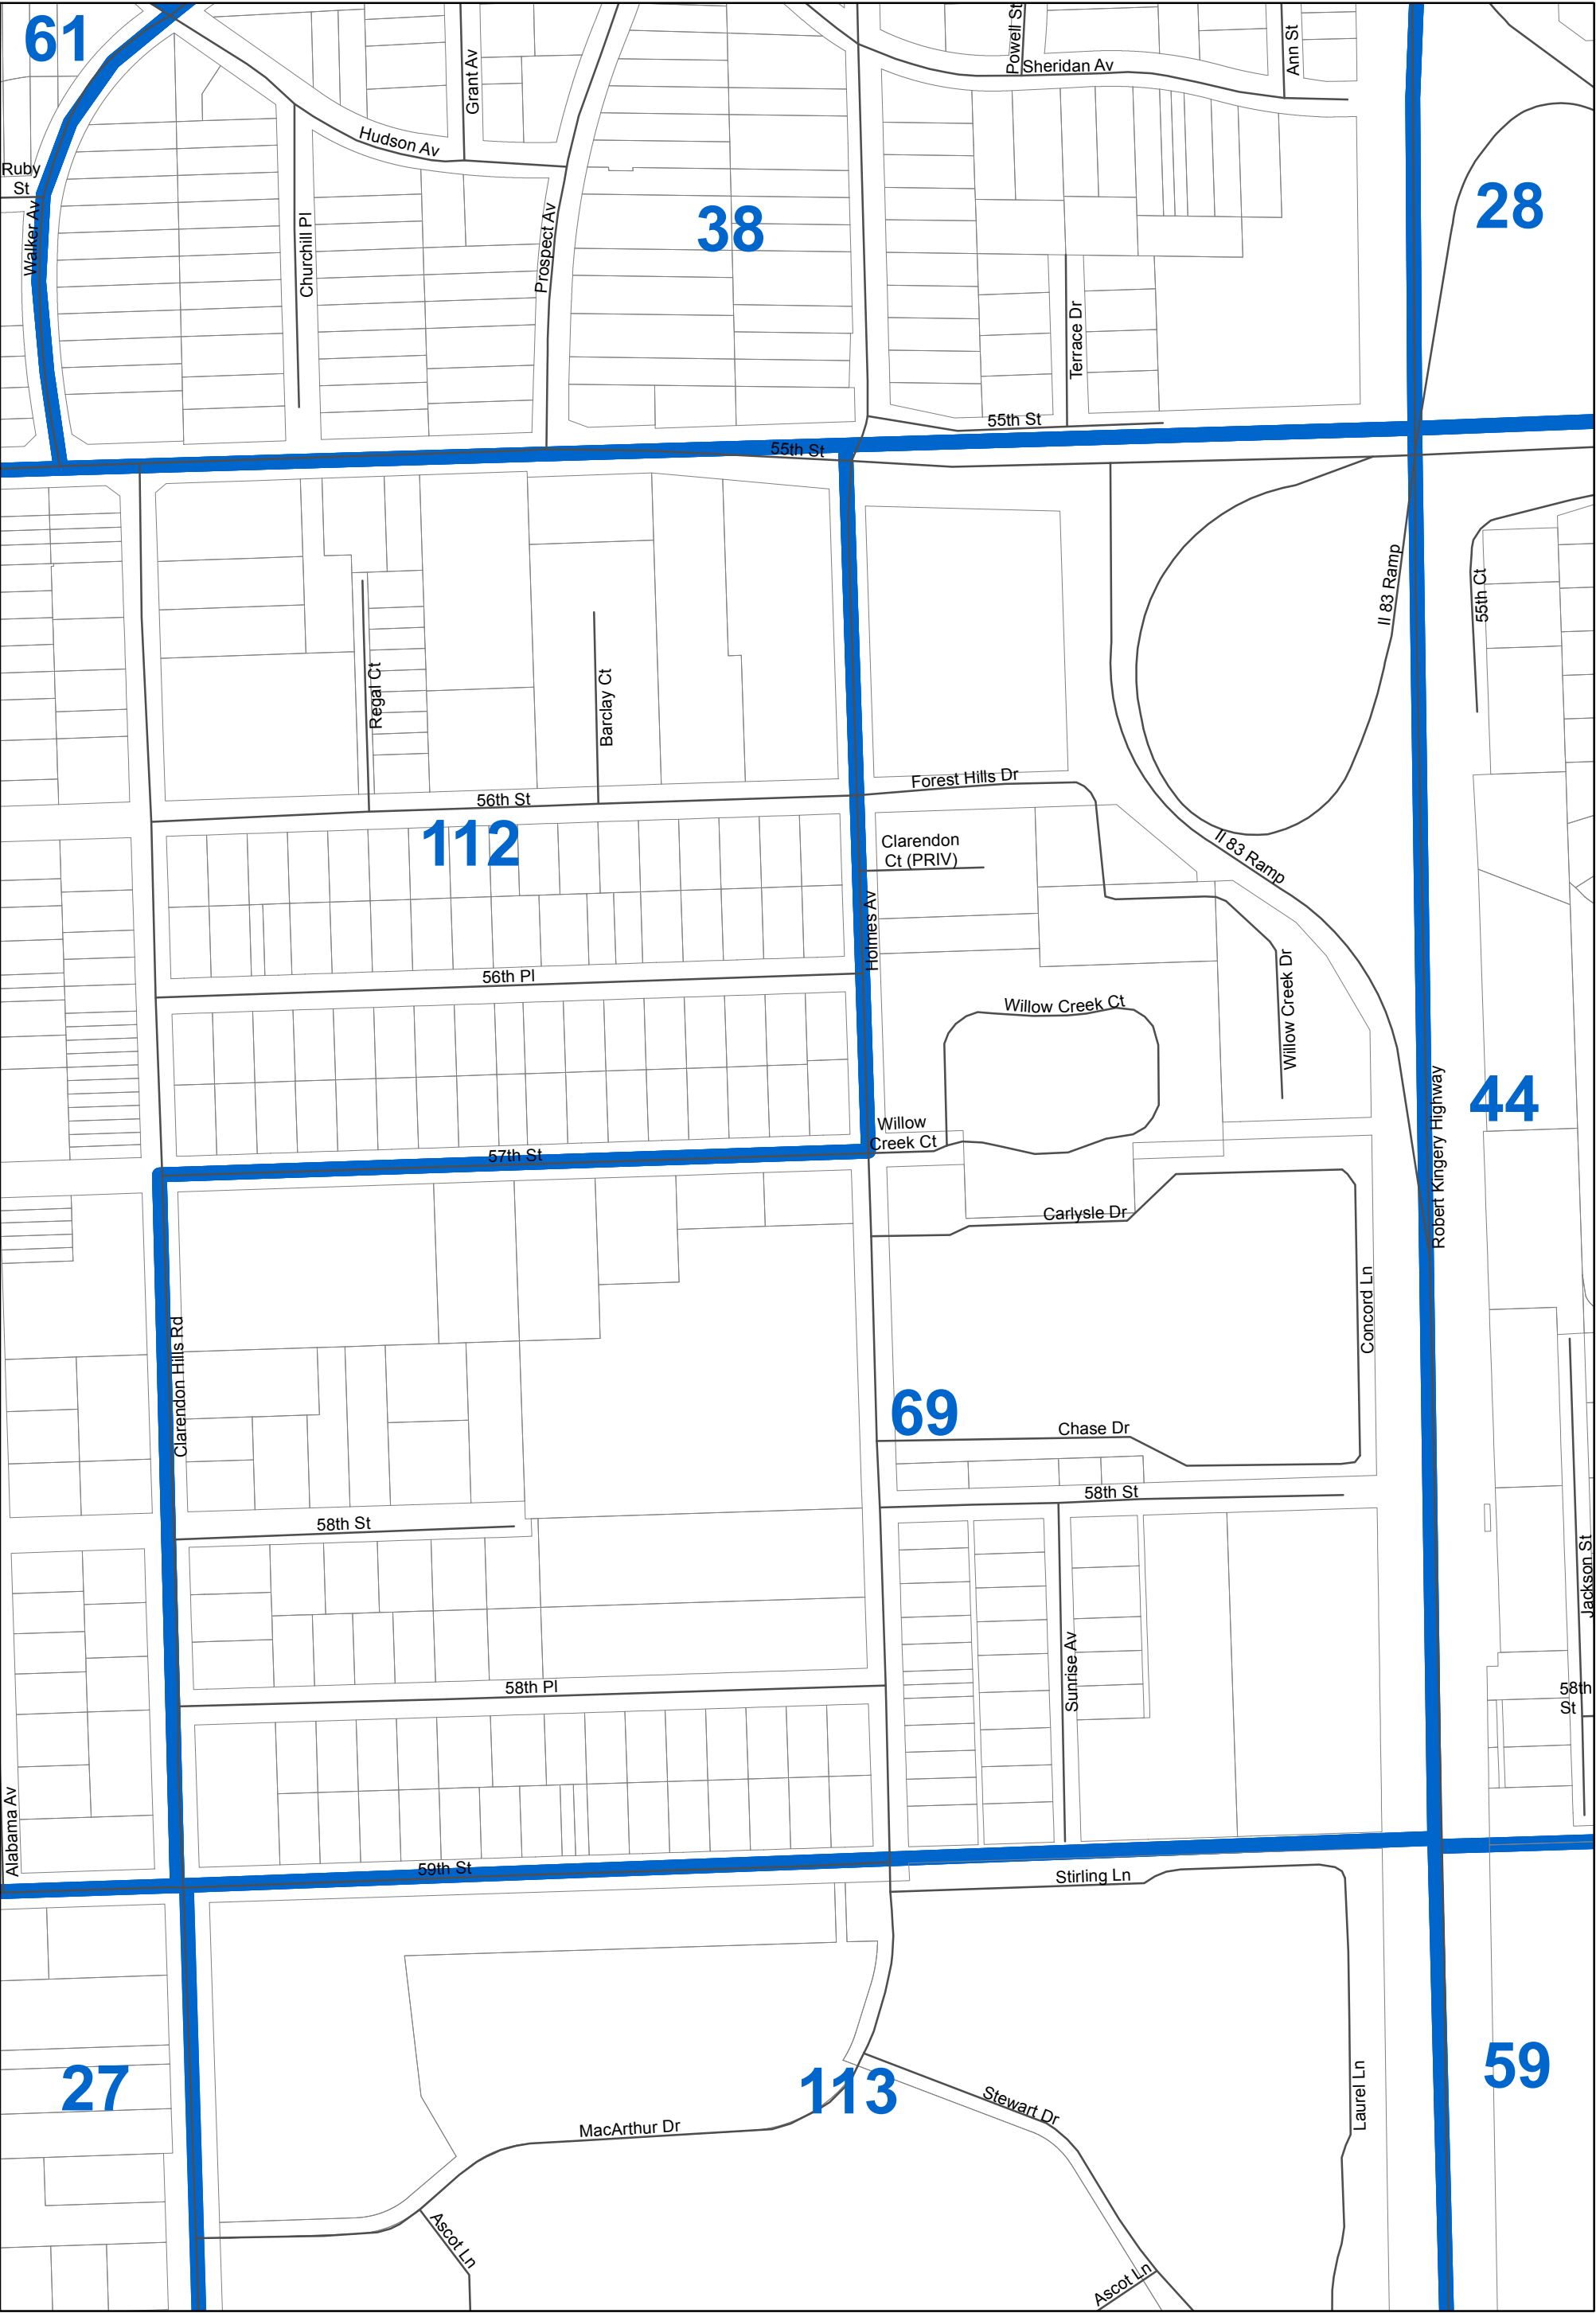 61
Grant Av
Powell St
Ann St
Sheridan Av
Hudson Av
Ruby
St
Walker Av
Churchill Pl
Prospect Av
38
28
Terrace Dr
55th St
55th St
Il 83 Ramp
55th Ct
Regal Ct
Barclay Ct
56th St
Forest Hills Dr
112
Clarendon
Ct (PRIV)
Il 83 Ramp
Holmes Av
56th Pl
Willow Creek Ct
Willow Creek Dr
44
Robert Kingery Highway
Willow
Creek Ct
57th St
Carlysle Dr
Concord Ln
Clarendon Hills Rd
69
Chase Dr
58th St
58th St
Jackson St
Sunrise Av
58th Pl
58th
St
Alabama Av
59th St
Stirling Ln
27
113
59
Stewart Dr
Laurel Ln
MacArthur Dr
Ascot Ln
Ascot Ln